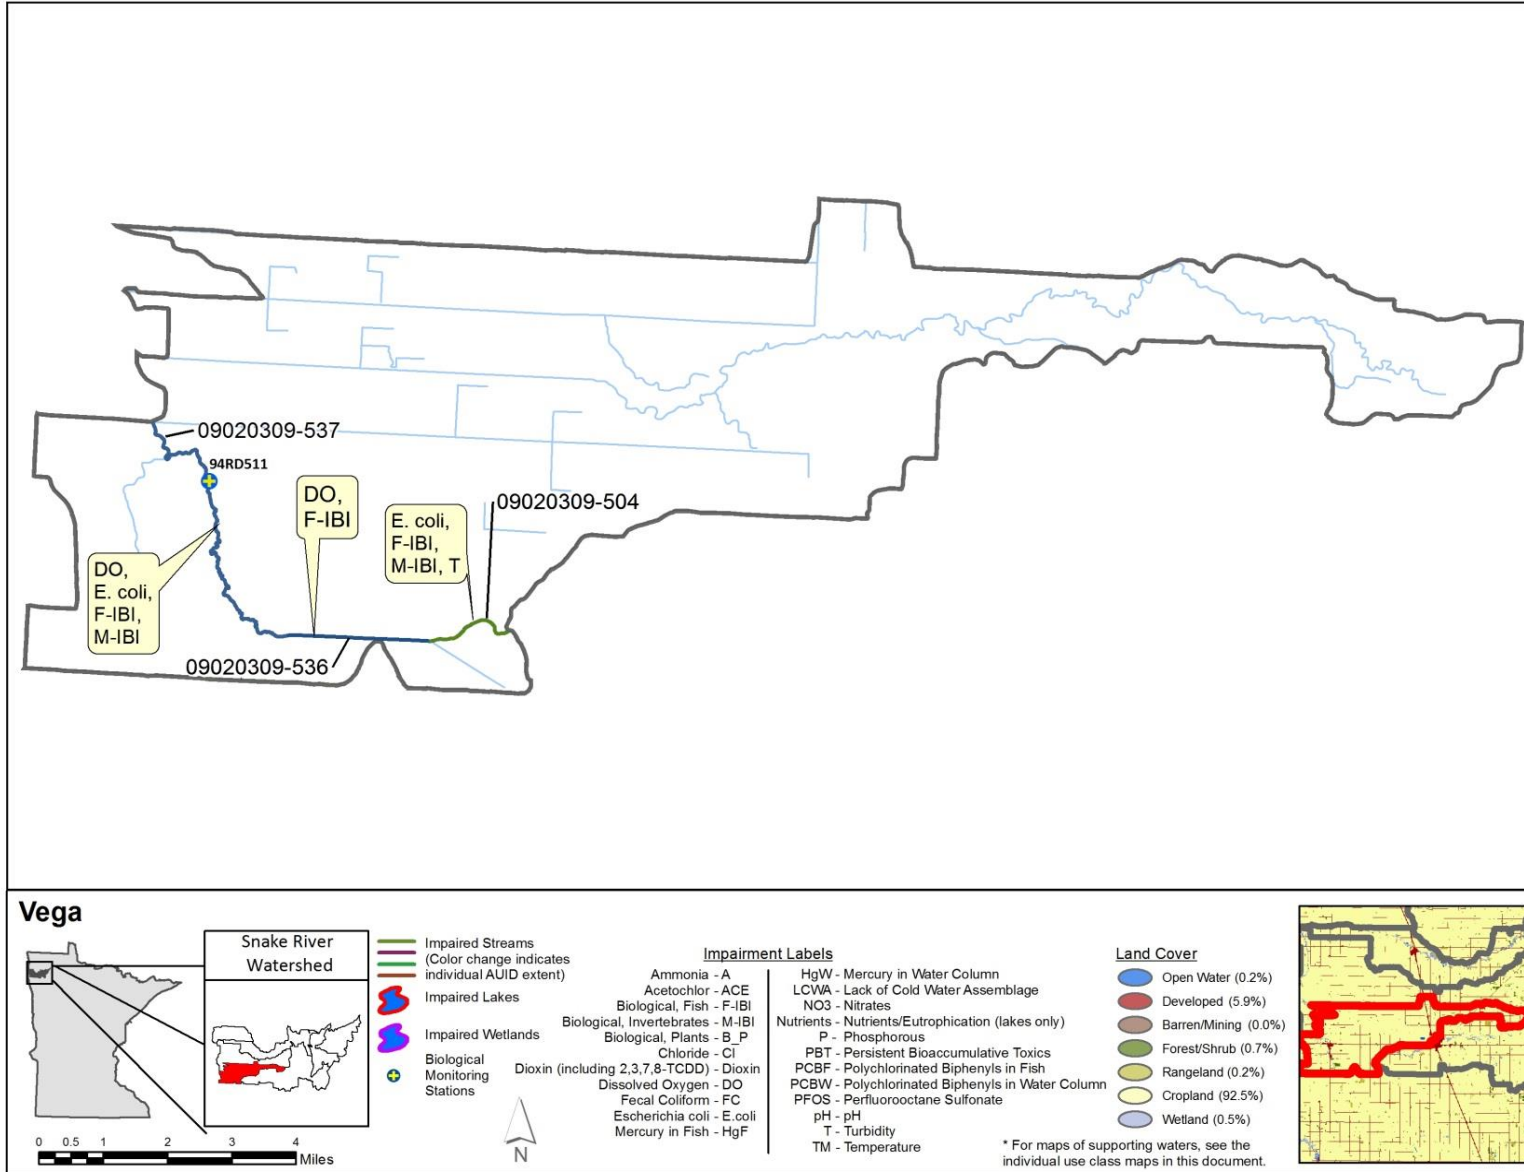 09020309-537
94RD511
DO,
F-IBI
E. coli,
F-IBI,
M-IBI, T
09020309-504
DO,
E. coli,
F-IBI,
M-IBI
09020309-536
Vega
Snake River
Watershed
0 0.5 1 2 3 4
Miles
N
Impaired Streams
(Color change indicates
individual AUID extent)
Impaired Lakes
Impaired Wetlands
Biological
Monitoring
Stations
Impairment Labels
Ammonia - A
Acetochlor - ACE
Biological, Fish - F-IBI
Biological, Invertebrates - M-IBI
Biological, Plants - B_P
Chloride - Cl
Dioxin (including 2,3,7,8-TCDD) - Dioxin
Dissolved Oxygen - DO
Fecal Coliform - FC
Escherichia coli - E.coli
Mercury in Fish - HgF
HgW - Mercury in Water Column
LCWA - Lack of Cold Water Assemblage
NO3 - Nitrates
Nutrients - Nutrients/Eutrophication (lakes only)
P - Phosphorous
PBT - Persistent Bioaccumulative Toxics
PCBF - Polychlorinated Biphenyls in Fish
PCBW - Polychlorinated Biphenyls in Water Column
PFOS - Perfluorooctane Sulfonate
pH - pH
T - Turbidity
TM - Temperature
Land Cover
Open Water (0.2%)
Developed (5.9%)
Barren/Mining (0.0%)
Forest/Shrub (0.7%)
Rangeland (0.2%)
Cropland (92.5%)
Wetland (0.5%)
* For maps of supporting waters, see the
individual use class maps in this document.